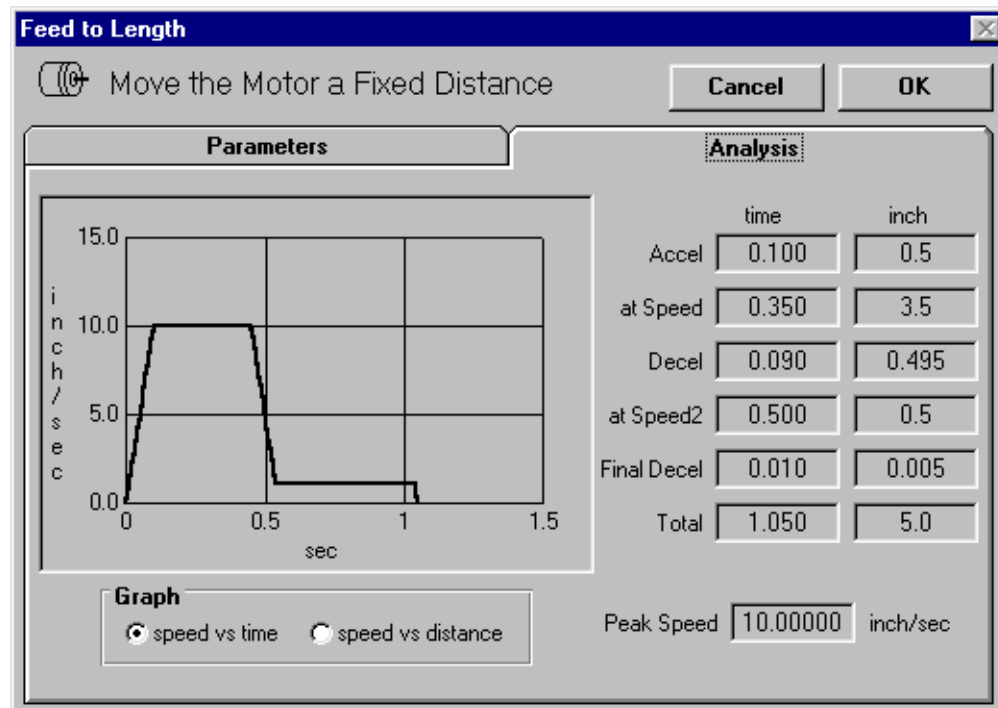 Feed to Length
Move the Motor a Fixed Distance
Cancel
OK
Parameters
Analysis
inch/sec
15.0
10.0
5.0
0.0
0
0.5
1
1.5
sec
time inch
Accel 0.100 0.5
at Speed 0.350 3.5
Decel 0.090 0.495
at Speed2 0.500 0.5
Final Decel 0.010 0.005
Total 1.050 5.0
Graph
speed vs time speed vs distance
Peak Speed 10.00000 inch/sec